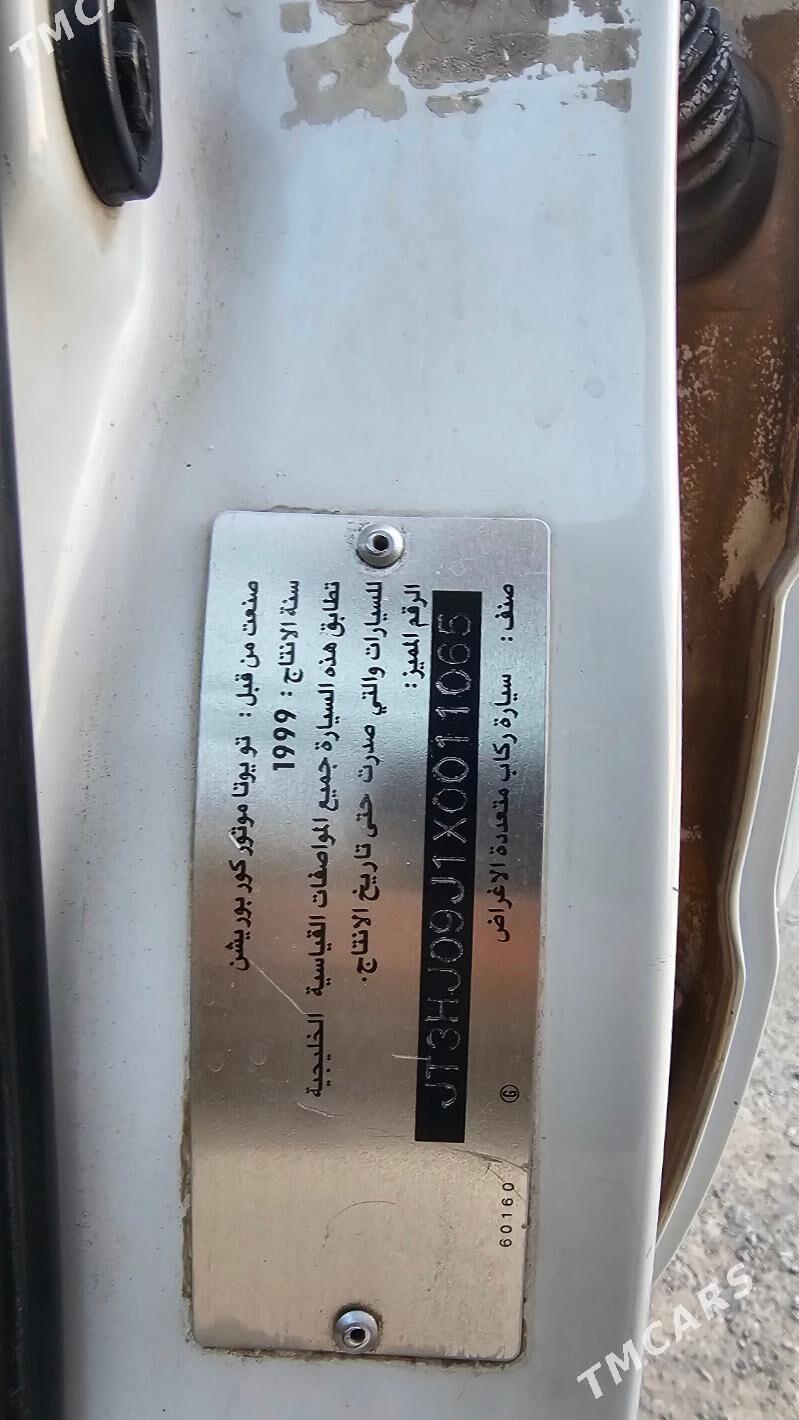 صنعت من قبل : تويوتا موتور كوربوريشن
سنة الانتاج : 1999
تطابق هذه السيارة جميع المواصفات القياسية الخليجية
للسيارات والتي صدرت حتى تاريخ الانتاج.
الرقم المميز :
JT3HJ09J1X0011065
صنف : سيارة ركاب متعددة الاغراض
G
60160
TMCARS